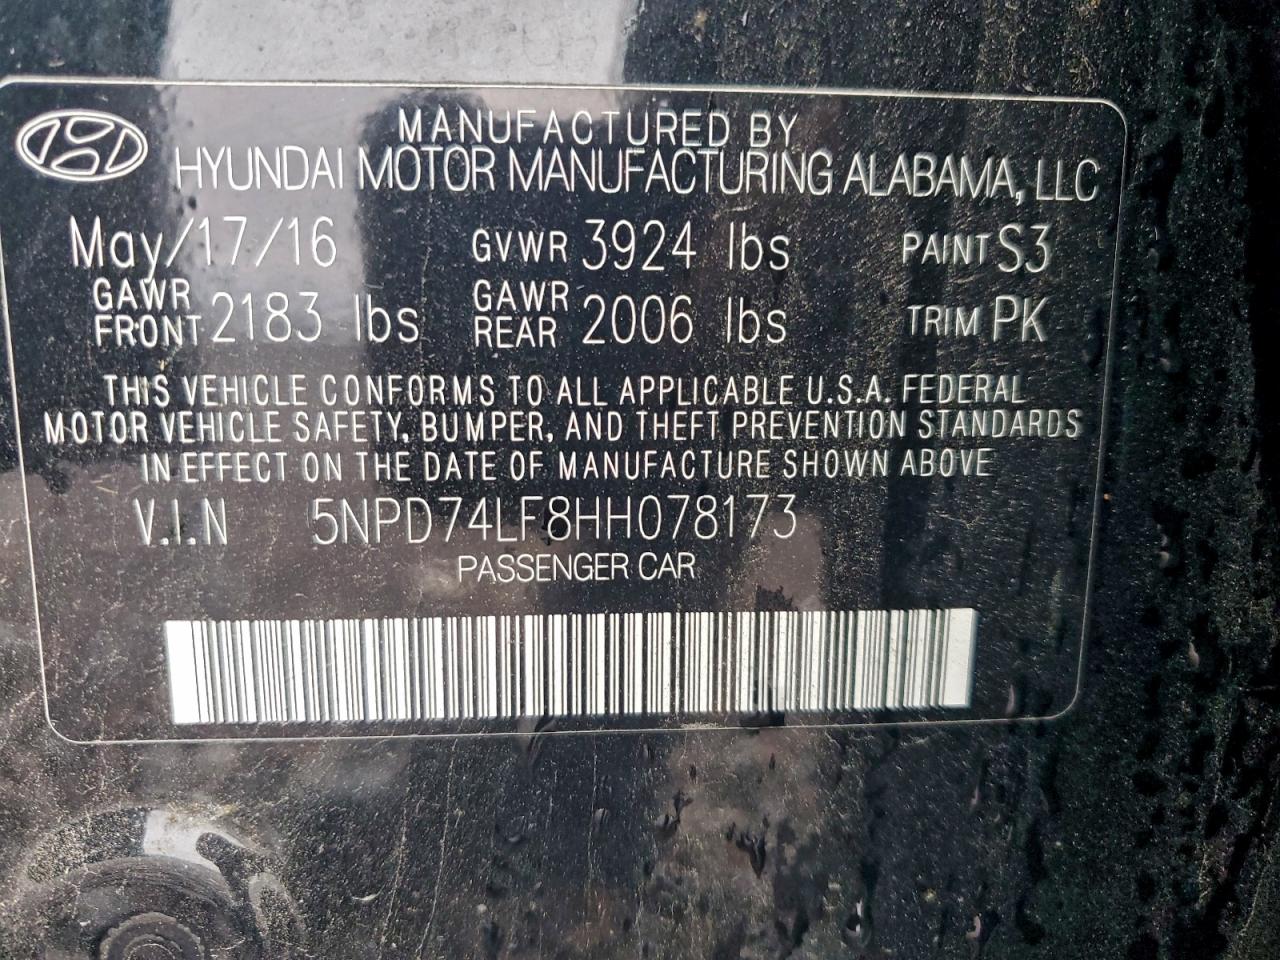 MANUFACTURED BY
HYUNDAI MOTOR MANUFACTURING ALABAMA, LLC
May/17/16 GVWR 3924 lbs PAINT S3
GAWR FRONT 2183 lbs GAWR REAR 2006 lbs TRIM PK
THIS VEHICLE CONFORMS TO ALL APPLICABLE U.S.A. FEDERAL
MOTOR VEHICLE SAFETY, BUMPER, AND THEFT PREVENTION STANDARDS
IN EFFECT ON THE DATE OF MANUFACTURE SHOWN ABOVE
V.I.N 5NPD74LF8HH078173
PASSENGER CAR